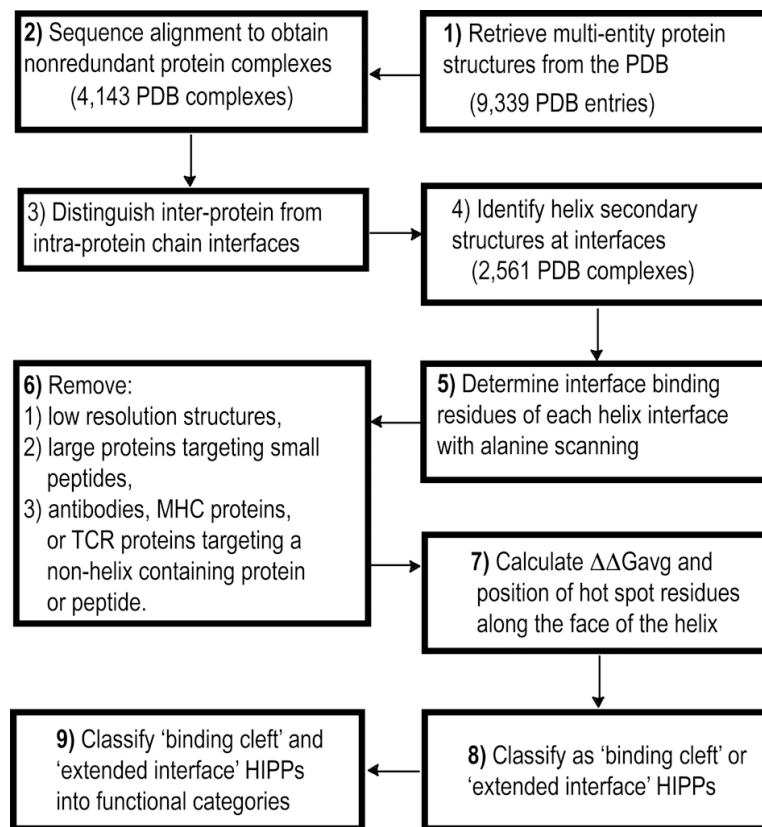 1) Retrieve multi-entity protein
structures from the PDB
(9,339 PDB entries)
2) Sequence alignment to obtain
nonredundant protein complexes
(4,143 PDB complexes)
3) Distinguish inter-protein from
intra-protein chain interfaces
4) Identify helix secondary
structures at interfaces
(2,561 PDB complexes)
5) Determine interface binding
residues of each helix interface
with alanine scanning
6) Remove:
1) low resolution structures,
2) large proteins targeting small
peptides,
3) antibodies, MHC proteins,
or TCR proteins targeting a
non-helix containing protein
or peptide.
7) Calculate ΔΔGavg and
position of hot spot residues
along the face of the helix
8) Classify as ‘binding cleft’ or
‘extended interface’ HIPPs
9) Classify ‘binding cleft’ and
‘extended interface’ HIPPs
into functional categories